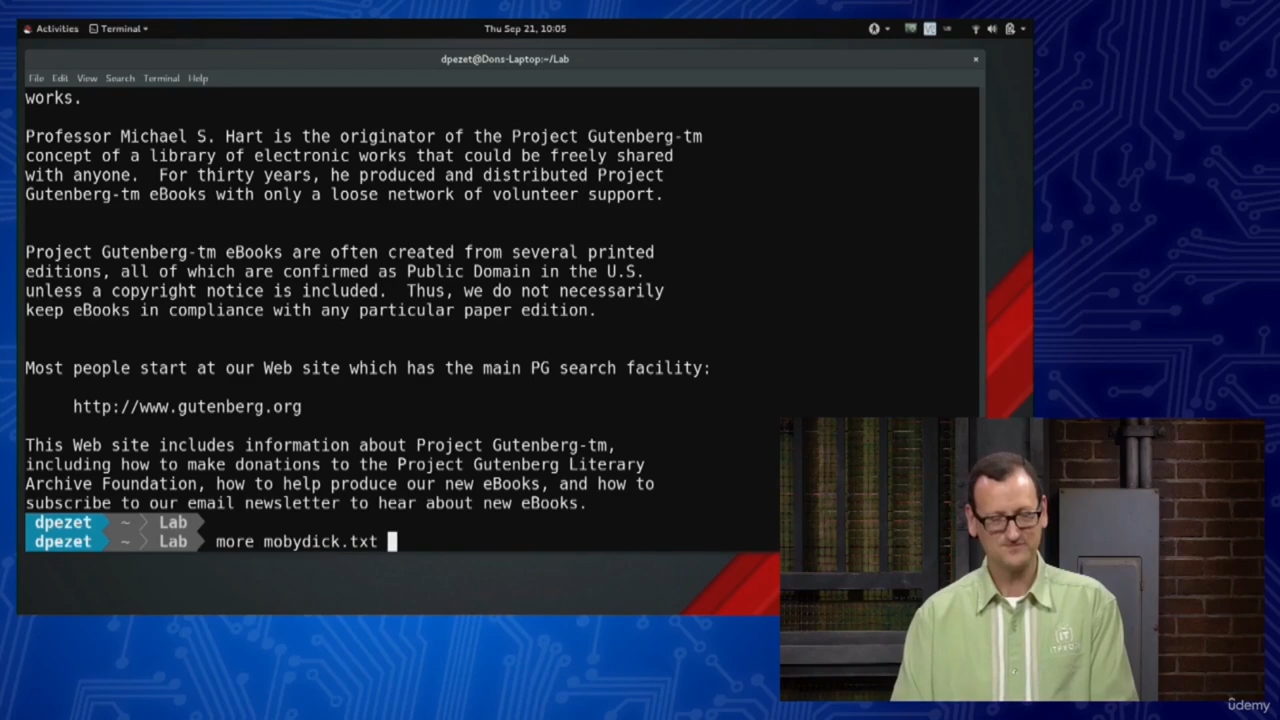 Activities Terminal Thu Sep 21, 10:05
dpezet@Dons-Laptop:~/Lab ×
File Edit View Search Terminal Help
works.
Professor Michael S. Hart is the originator of the Project Gutenberg-tm
concept of a library of electronic works that could be freely shared
with anyone.  For thirty years, he produced and distributed Project
Gutenberg-tm eBooks with only a loose network of volunteer support.
Project Gutenberg-tm eBooks are often created from several printed
editions, all of which are confirmed as Public Domain in the U.S.
unless a copyright notice is included.  Thus, we do not necessarily
keep eBooks in compliance with any particular paper edition.
Most people start at our Web site which has the main PG search facility:
http://www.gutenberg.org
This Web site includes information about Project Gutenberg-tm,
including how to make donations to the Project Gutenberg Literary
Archive Foundation, how to help produce our new eBooks, and how to
subscribe to our email newsletter to hear about new eBooks.
dpezet ~ Lab
dpezet ~ Lab more mobydick.txt
iT
udemy